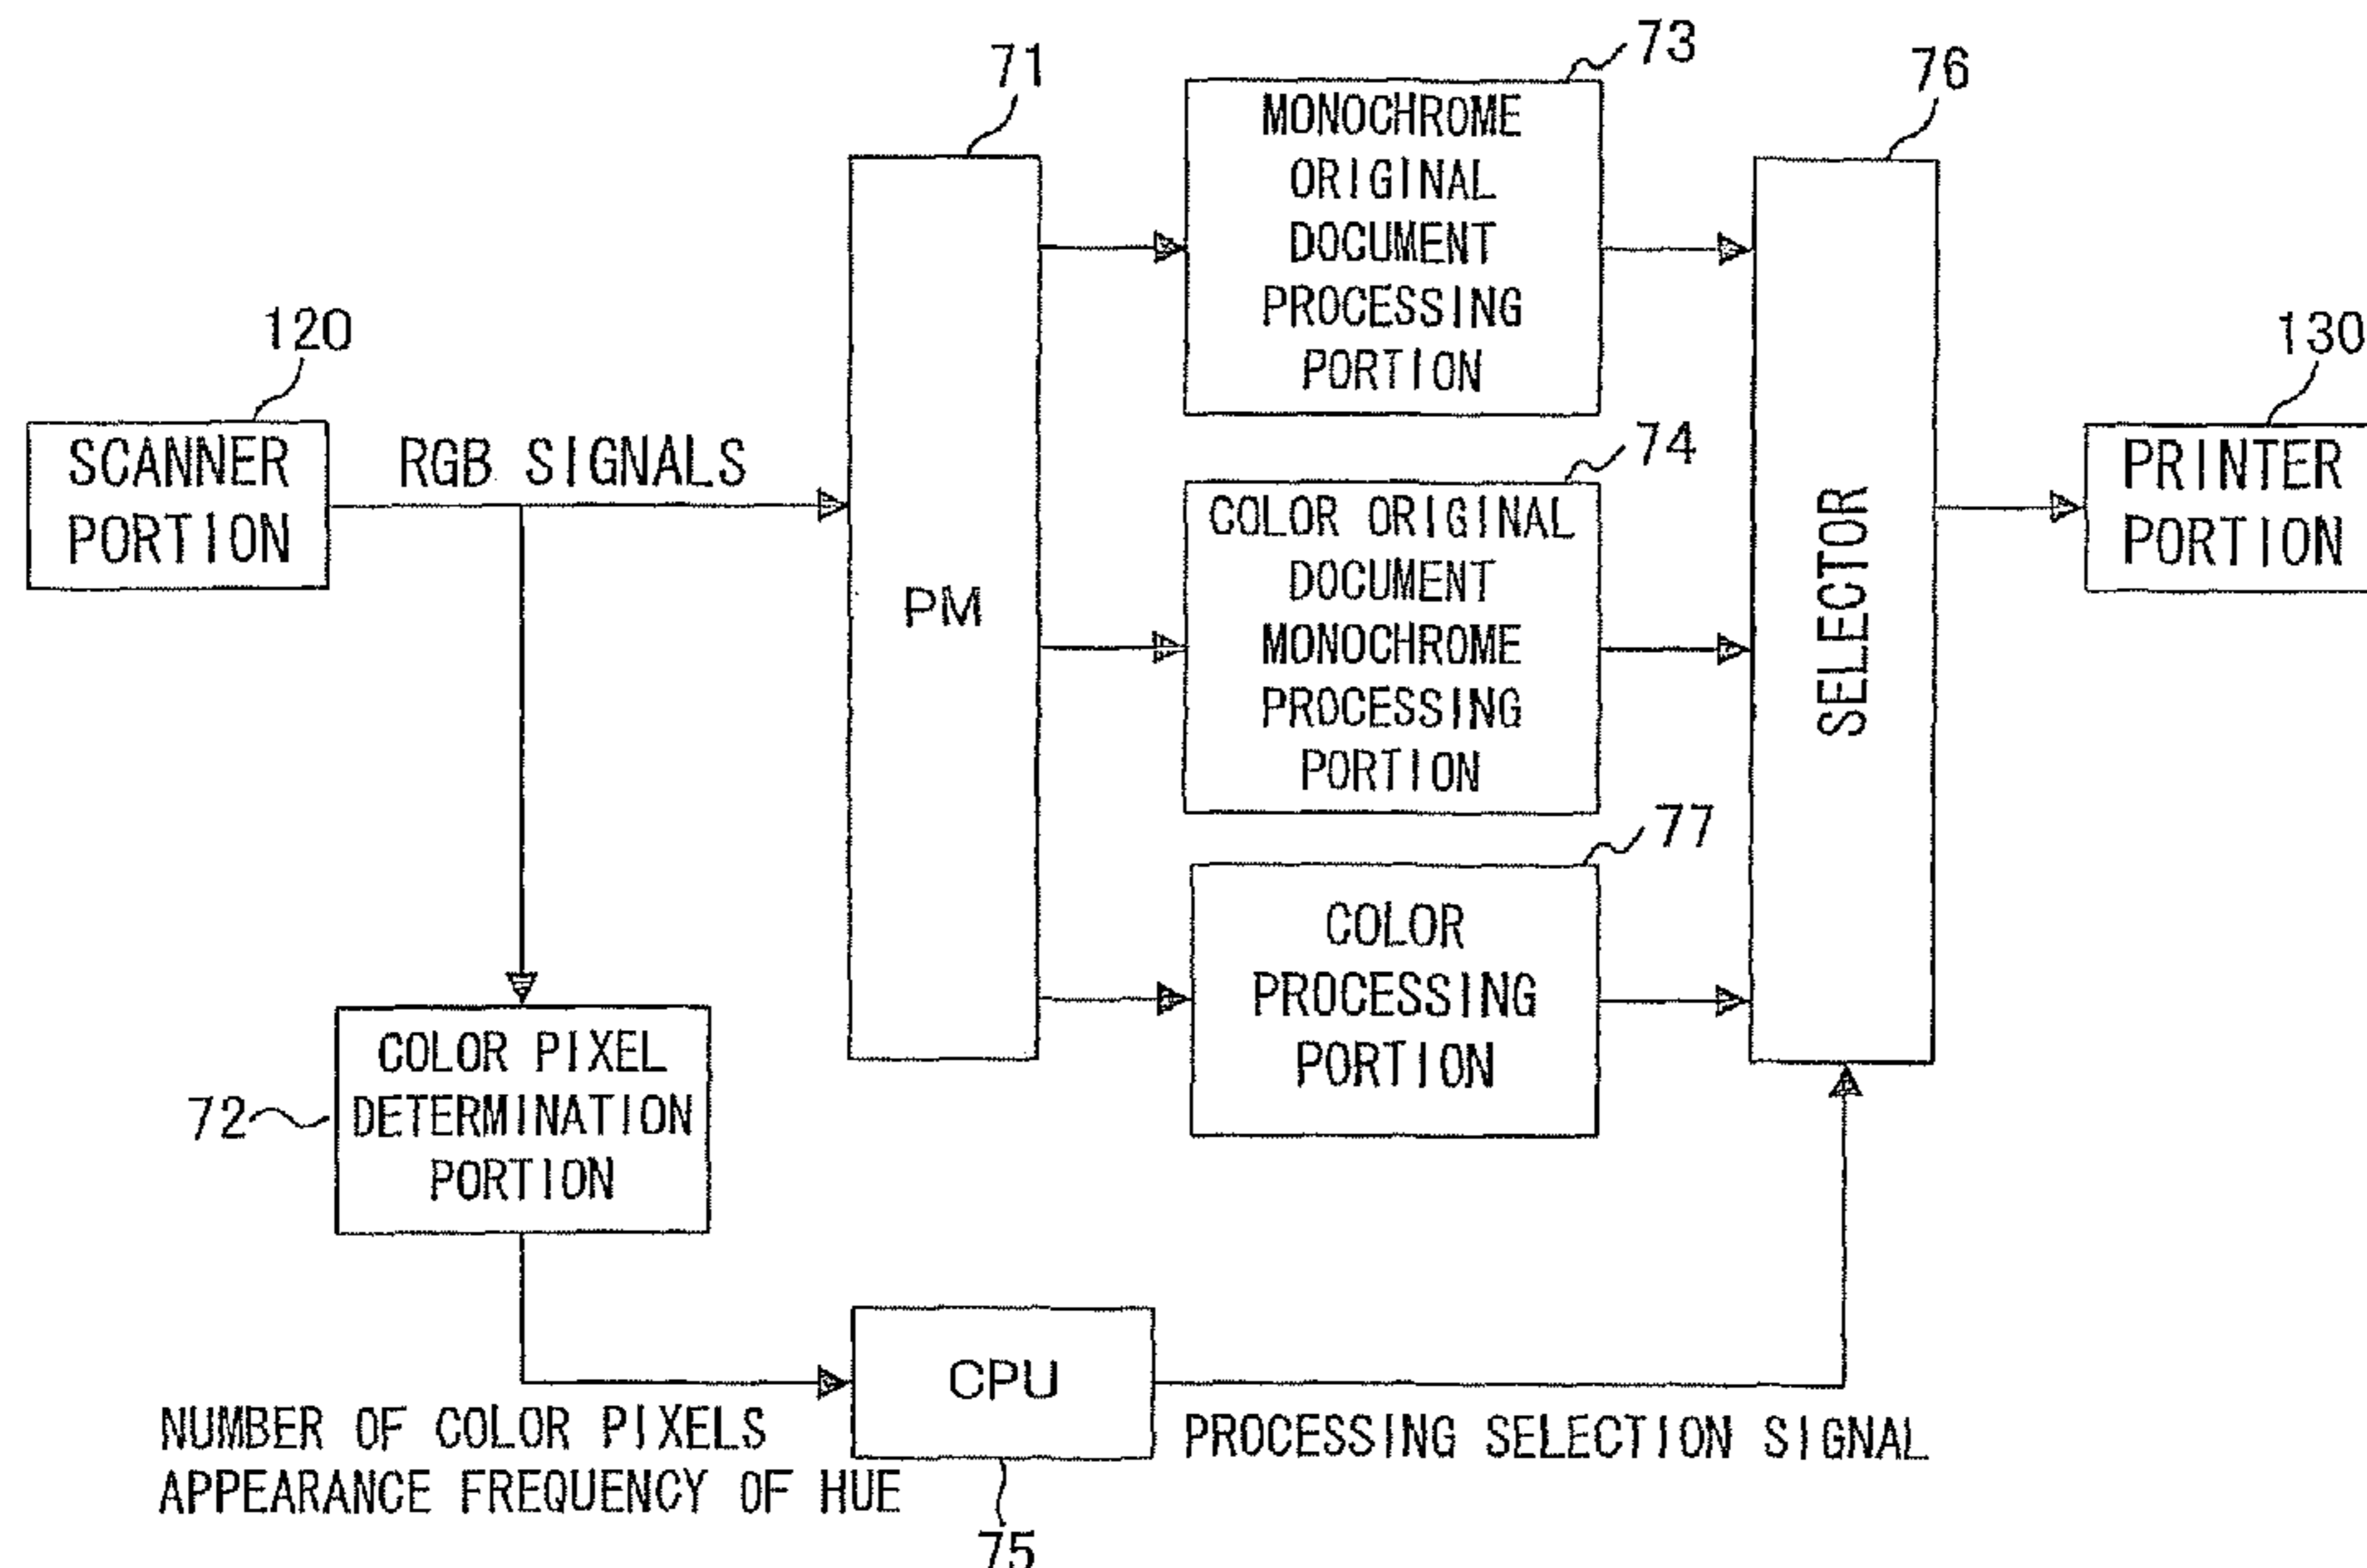 73
71
76
MONOCHROME
ORIGINAL
DOCUMENT
PROCESSING
PORTION
120
130
SCANNER
PORTION
RGB SIGNALS
74
PRINTER
PORTION
PM
COLOR ORIGINAL
DOCUMENT
MONOCHROME
PROCESSING
PORTION
SELECTOR
77
COLOR
PROCESSING
PORTION
72
COLOR PIXEL
DETERMINATION
PORTION
CPU
NUMBER OF COLOR PIXELS
APPEARANCE FREQUENCY OF HUE
PROCESSING SELECTION SIGNAL
75